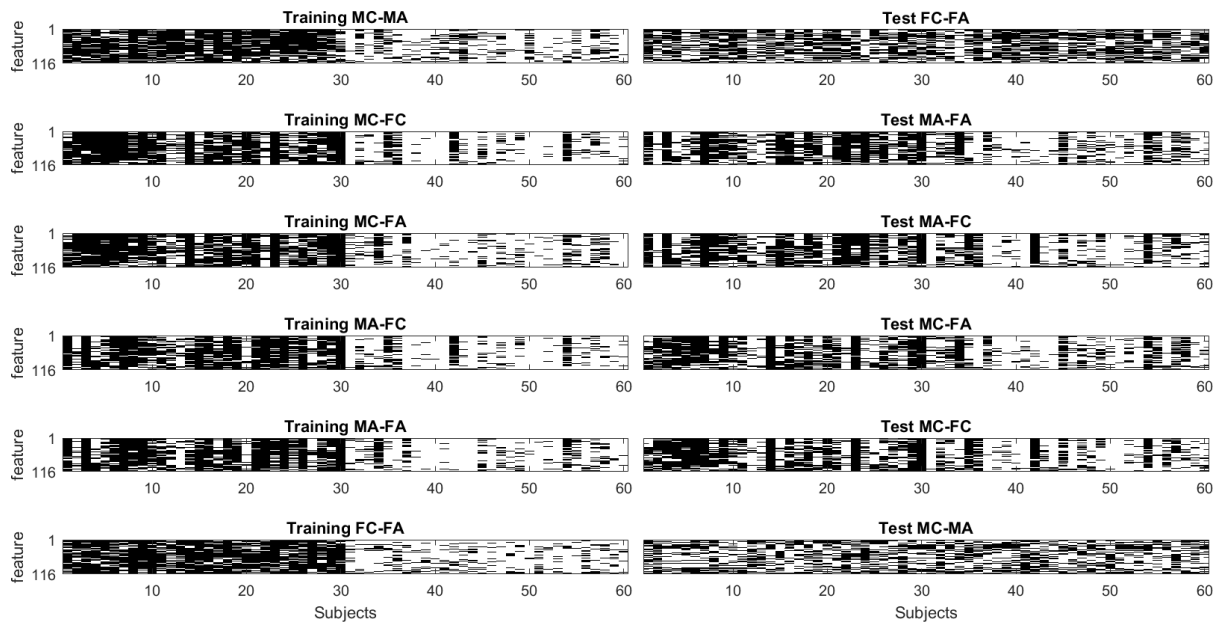 Training MC-MA
feature
1
116
10 20 30 40 50 60
Test FC-FA
10 20 30 40 50 60
Training MC-FC
feature
1
116
10 20 30 40 50 60
Test MA-FA
10 20 30 40 50 60
Training MC-FA
feature
1
116
10 20 30 40 50 60
Test MA-FC
10 20 30 40 50 60
Training MA-FC
feature
1
116
10 20 30 40 50 60
Test MC-FA
10 20 30 40 50 60
Training MA-FA
feature
1
116
10 20 30 40 50 60
Test MC-FC
10 20 30 40 50 60
Training FC-FA
feature
1
116
10 20 30 40 50 60
Subjects
Test MC-MA
10 20 30 40 50 60
Subjects